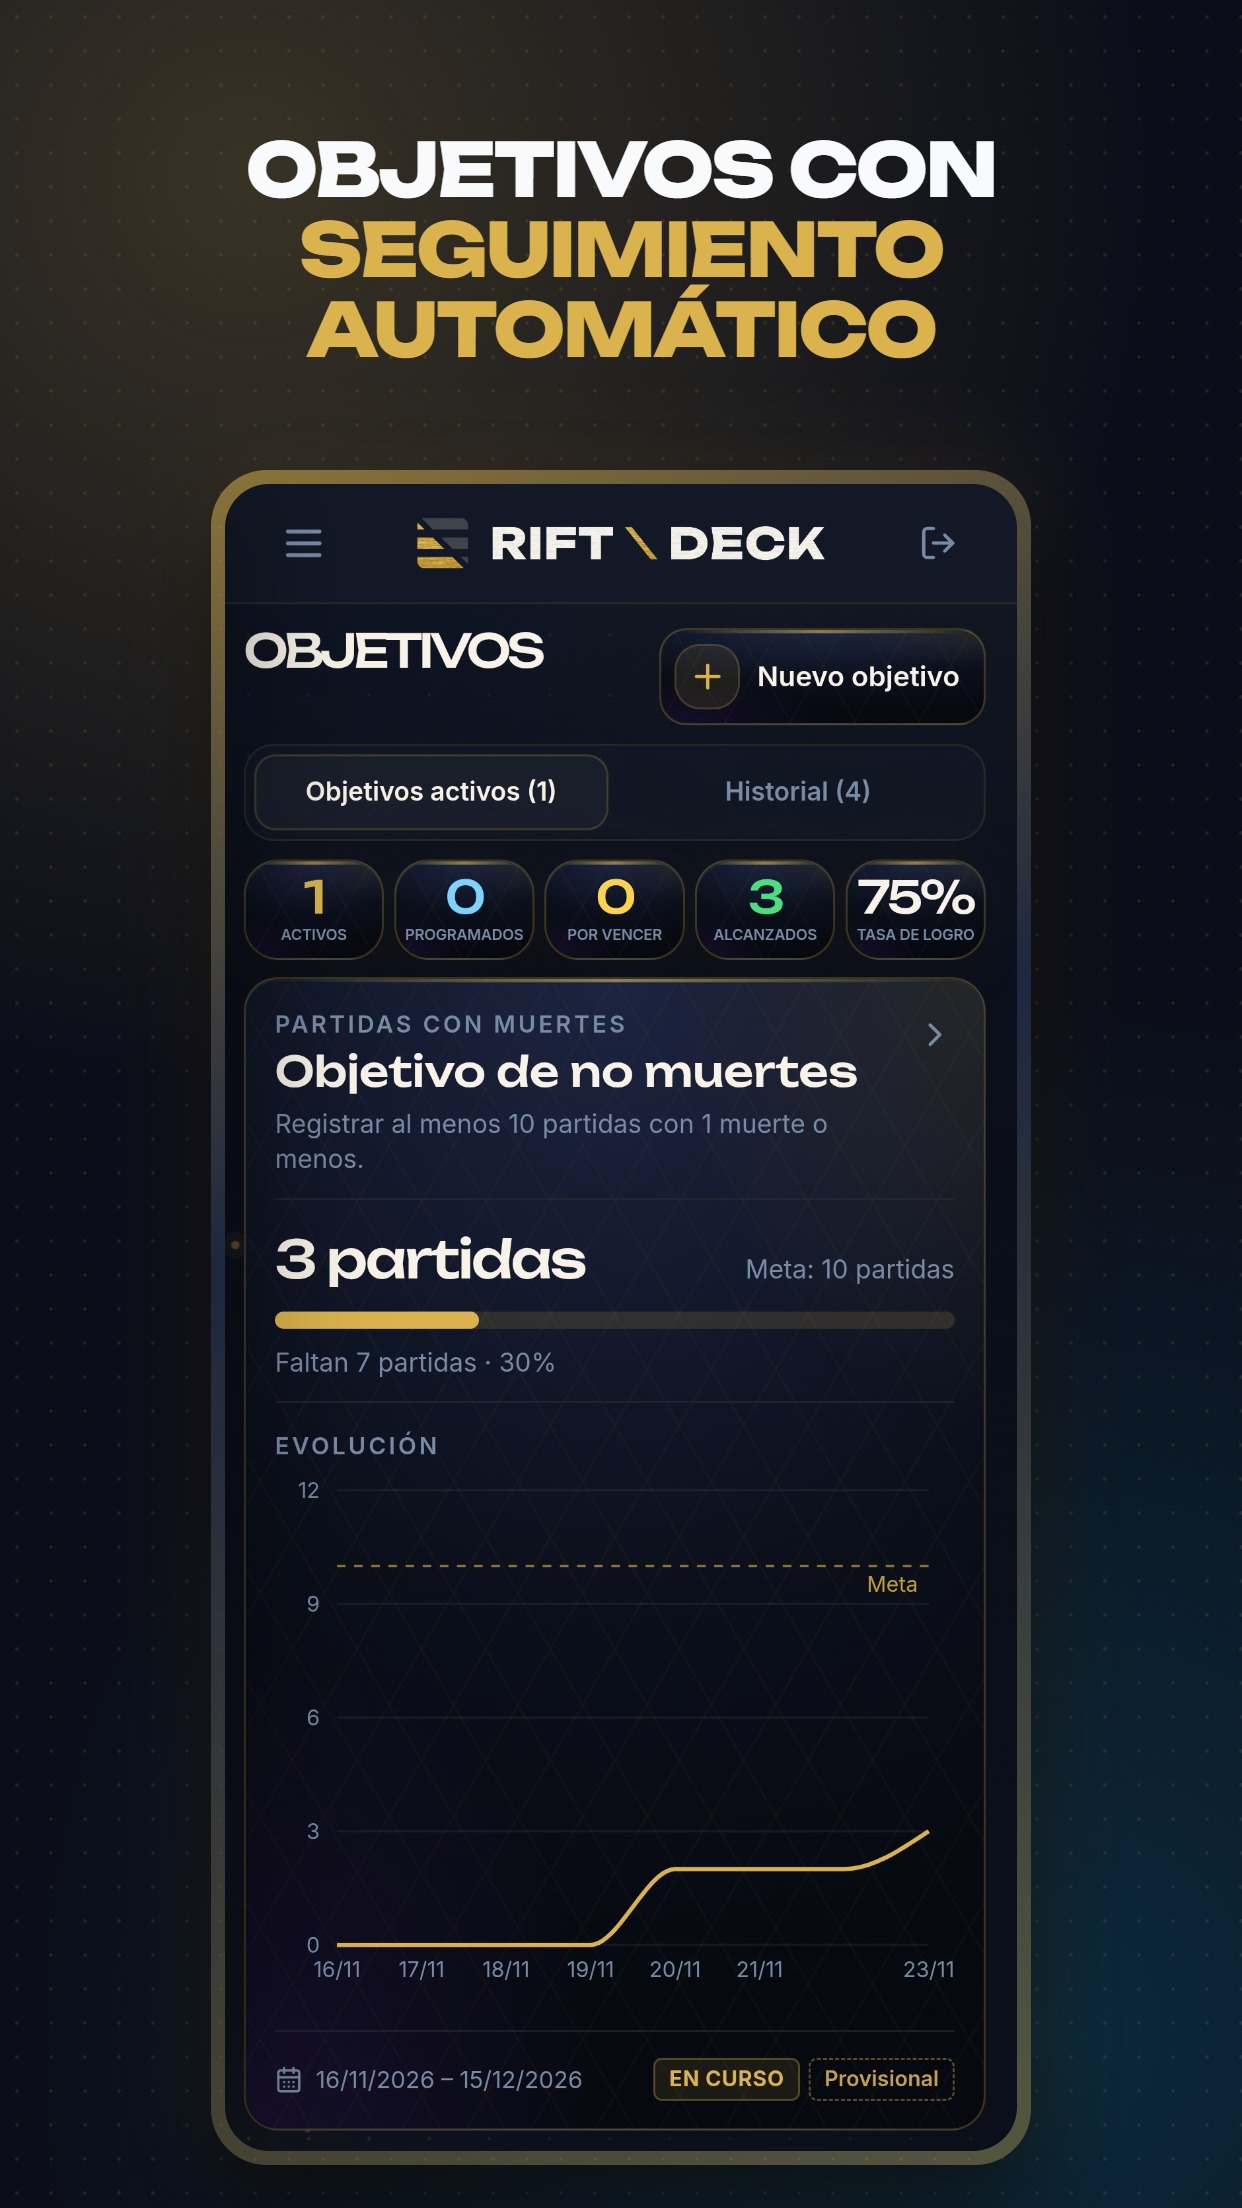 OBJETIVOS CON
SEGUIMIENTO
AUTOMÁTICO
RIFT \ DECK
OBJETIVOS
Nuevo objetivo
Objetivos activos (1)
Historial (4)
1
ACTIVOS
0
PROGRAMADOS
0
POR VENCER
3
ALCANZADOS
75%
TASA DE LOGRO
PARTIDAS CON MUERTES
Objetivo de no muertes
Registrar al menos 10 partidas con 1 muerte o
menos.
3 partidas
Meta: 10 partidas
Faltan 7 partidas · 30%
EVOLUCIÓN
12
Meta
9
6
3
0
16/11 17/11 18/11 19/11 20/11 21/11 23/11
16/11/2026 – 15/12/2026
EN CURSO
Provisional